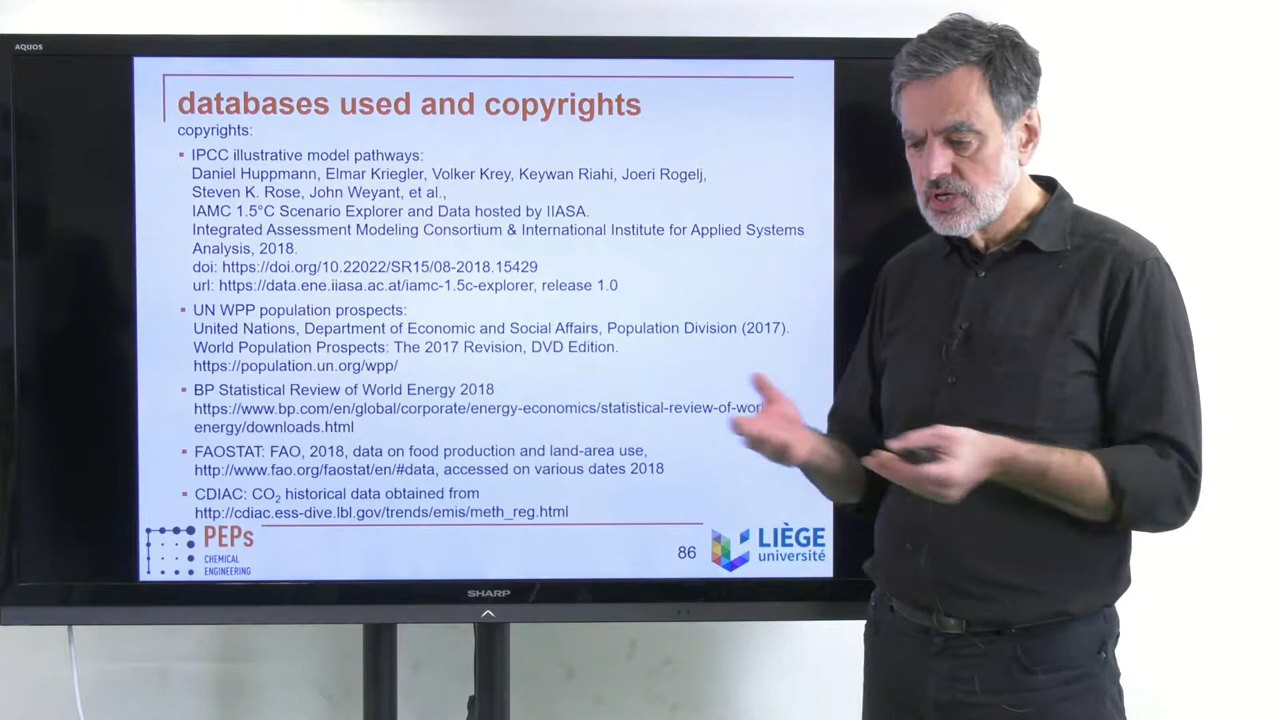 AQUOS
databases used and copyrights
copyrights:
▪ IPCC illustrative model pathways:
Daniel Huppmann, Elmar Kriegler, Volker Krey, Keywan Riahi, Joeri Rogelj,
Steven K. Rose, John Weyant, et al.,
IAMC 1.5°C Scenario Explorer and Data hosted by IIASA.
Integrated Assessment Modeling Consortium & International Institute for Applied Systems
Analysis, 2018.
doi: https://doi.org/10.22022/SR15/08-2018.15429
url: https://data.ene.iiasa.ac.at/iamc-1.5c-explorer, release 1.0
▪ UN WPP population prospects:
United Nations, Department of Economic and Social Affairs, Population Division (2017).
World Population Prospects: The 2017 Revision, DVD Edition.
https://population.un.org/wpp/
▪ BP Statistical Review of World Energy 2018
https://www.bp.com/en/global/corporate/energy-economics/statistical-review-of-wor
energy/downloads.html
▪ FAOSTAT: FAO, 2018, data on food production and land-area use,
http://www.fao.org/faostat/en/#data, accessed on various dates 2018
▪ CDIAC: CO₂ historical data obtained from
http://cdiac.ess-dive.lbl.gov/trends/emis/meth_reg.html
PEPs
CHEMICAL
ENGINEERING
86
LIÈGE
université
SHARP